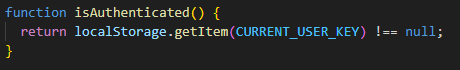 function isAuthenticated() {
  return localStorage.getItem(CURRENT_USER_KEY) !== null;
}